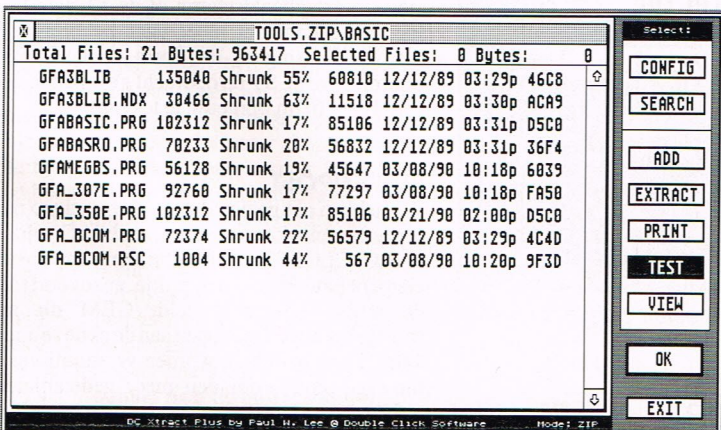 TOOLS.ZIP\BASIC
Total Files: 21 Bytes: 963417 Selected Files: 0 Bytes: 0
GFA3BLIB 135040 Shrunk 55% 60810 12/12/89 03:29p 46C8
GFA3BLIB.NDX 30466 Shrunk 63% 11518 12/12/89 03:30p ACA9
GFABASIC.PRG 102312 Shrunk 17% 85106 12/12/89 03:31p D5C0
GFABASRO.PRG 70233 Shrunk 20% 56832 12/12/89 03:31p 36F4
GFAMEGBS.PRG 56128 Shrunk 19% 45647 03/08/90 10:18p 6039
GFA_307E.PRG 92760 Shrunk 17% 77297 03/08/90 10:18p FA50
GFA_350E.PRG 102312 Shrunk 17% 85106 03/21/90 02:00p D5C0
GFA_BCOM.PRG 72374 Shrunk 22% 56579 12/12/89 03:29p 4C4D
GFA_BCOM.RSC 1004 Shrunk 44% 567 03/08/90 10:20p 9F3D
DC Xtract Plus by Paul W. Lee @ Double Click Software Mode: ZIP
Select:
CONFIG
SEARCH
ADD
EXTRACT
PRINT
TEST
VIEW
OK
EXIT